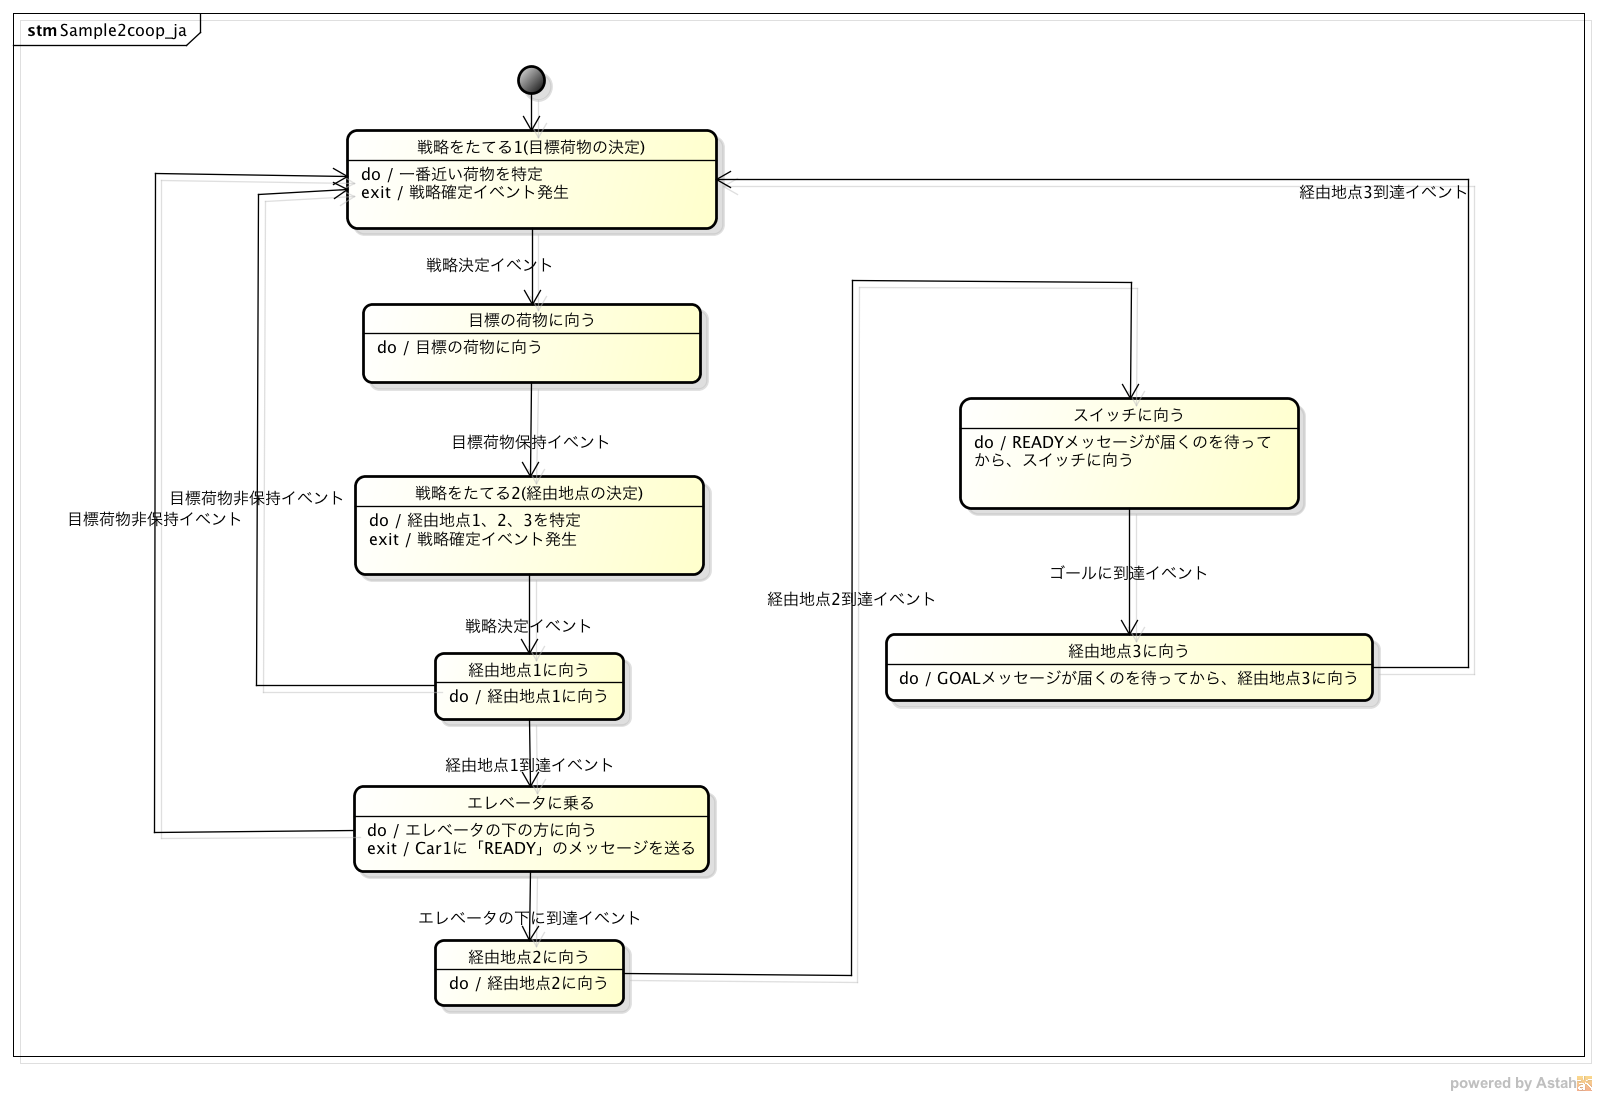 stm Sample2coop_ja
戦略をたてる1(目標荷物の決定)
do / 一番近い荷物を特定
exit / 戦略確定イベント発生
経由地点3到達イベント
戦略決定イベント
目標の荷物に向う
do / 目標の荷物に向う
スイッチに向う
do / READYメッセージが届くのを待って
から、スイッチに向う
目標荷物保持イベント
戦略をたてる2(経由地点の決定)
do / 経由地点1、2、3を特定
exit / 戦略確定イベント発生
目標荷物非保持イベント
目標荷物非保持イベント
ゴールに到達イベント
経由地点2到達イベント
戦略決定イベント
経由地点1に向う
do / 経由地点1に向う
経由地点3に向う
do / GOALメッセージが届くのを待ってから、経由地点3に向う
経由地点1到達イベント
エレベータに乗る
do / エレベータの下の方に向う
exit / Car1に「READY」のメッセージを送る
エレベータの下に到達イベント
経由地点2に向う
do / 経由地点2に向う
powered by Astah